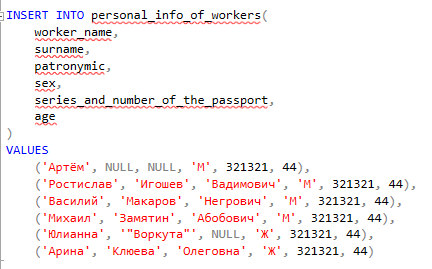 INSERT INTO personal_info_of_workers(
worker_name,
surname,
patronymic,
sex,
series_and_number_of_the_passport,
age
)
VALUES
('Артём', NULL, NULL, 'М', 321321, 44),
('Ростислав', 'Игошев', 'Вадимович', 'М', 321321, 44),
('Василий', 'Макаров', 'Негрович', 'М', 321321, 44),
('Михаил', 'Замятин', 'Абобович', 'М', 321321, 44),
('Юлианна', '"Воркута"', NULL, 'Ж', 321321, 44),
('Арина', 'Клюева', 'Олеговна', 'Ж', 321321, 44)